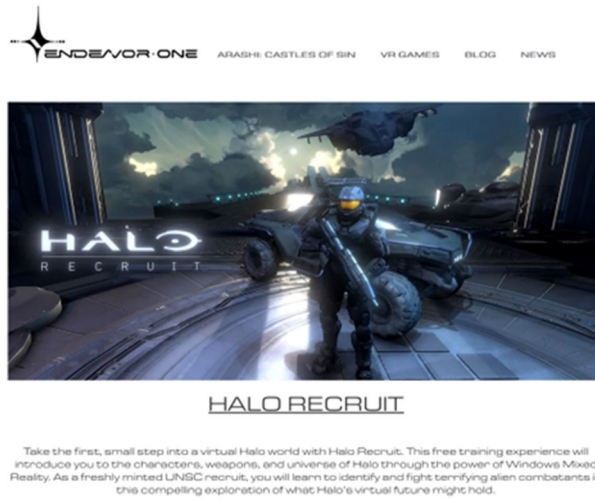 ENDEAVOR·ONE
ARASHI: CASTLES OF SIN VR GAMES BLOG NEWS
HALO
RECRUIT
HALO RECRUIT
Take the first, small step into a virtual Halo world with Halo Recruit. This free training experience will
introduce you to the characters, weapons, and universe of Halo through the power of Windows Mixed
Reality. As a freshly minted UNSC recruit, you will learn to identify and fight terrifying alien combatants i
this compelling exploration of what Halo's virtual future might hold.